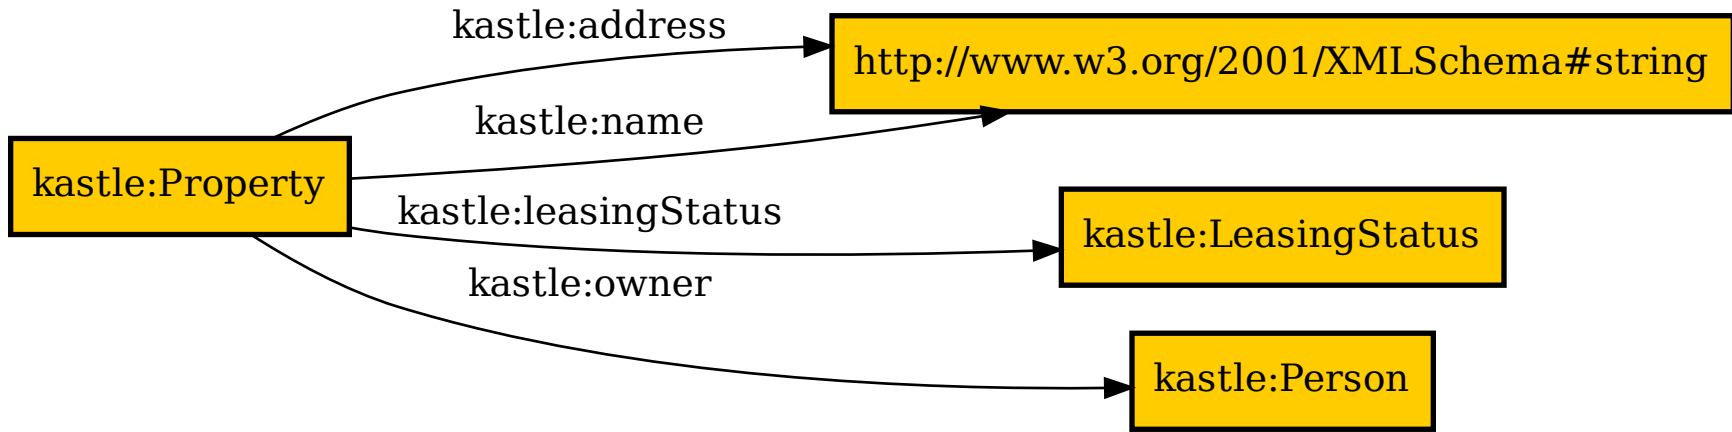 kastle:address
http://www.w3.org/2001/XMLSchema#string
kastle:name
kastle:Property
kastle:leasingStatus
kastle:LeasingStatus
kastle:owner
kastle:Person